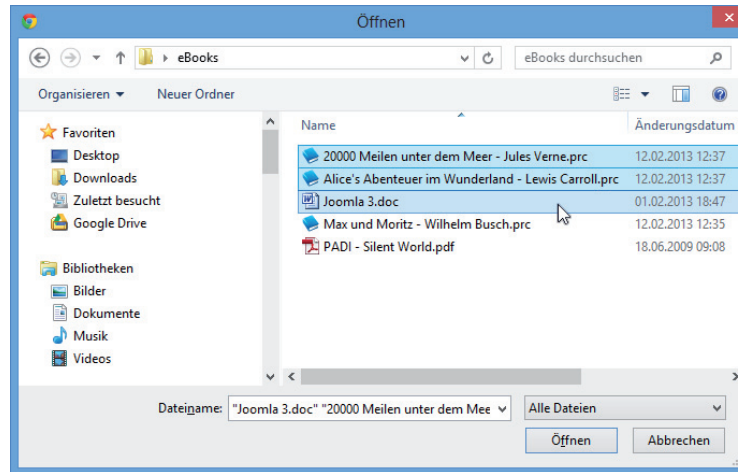 Öffnen
eBooks
eBooks durchsuchen
Organisieren
Neuer Ordner
Favoriten
Desktop
Downloads
Zuletzt besucht
Google Drive
Bibliotheken
Bilder
Dokumente
Musik
Videos
Name Änderungsdatum
20000 Meilen unter dem Meer - Jules Verne.prc 12.02.2013 12:37
Alice's Abenteuer im Wunderland - Lewis Carroll.prc 12.02.2013 12:37
Joomla 3.doc 01.02.2013 18:47
Max und Moritz - Wilhelm Busch.prc 12.02.2013 12:35
PADI - Silent World.pdf 18.06.2009 09:08
Dateiname: "Joomla 3.doc" "20000 Meilen unter dem Mee
Alle Dateien
Öffnen
Abbrechen